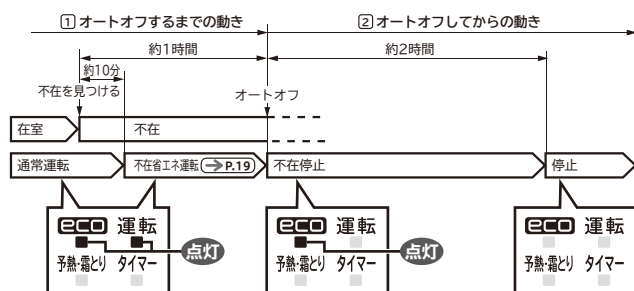 1 オートオフするまでの動き
2 オートオフしてからの動き
約1時間
約2時間
約10分
不在を見つける
オートオフ
在室
不在
通常運転
不在省エネ運転 → P.19
不在停止
停止
eco 運転
点灯
予熱・霜とり タイマー
eco 運転
点灯
予熱・霜とり タイマー
eco 運転
予熱・霜とり タイマー